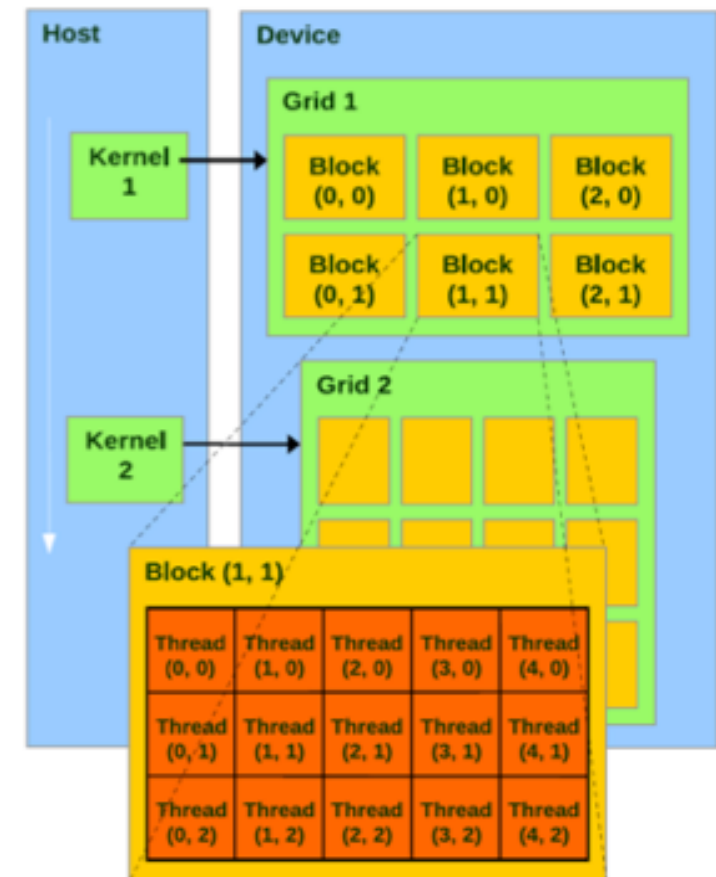 Host
Device
Grid 1
Kernel
1
Block
(0, 0)
Block
(1, 0)
Block
(2, 0)
Block
(0, 1)
Block
(1, 1)
Block
(2, 1)
Grid 2
Kernel
2
Block (1, 1)
Thread
(0, 0)
Thread
(1, 0)
Thread
(2, 0)
Thread
(3, 0)
Thread
(4, 0)
Thread
(0, 1)
Thread
(1, 1)
Thread
(2, 1)
Thread
(3, 1)
Thread
(4, 1)
Thread
(0, 2)
Thread
(1, 2)
Thread
(2, 2)
Thread
(3, 2)
Thread
(4, 2)